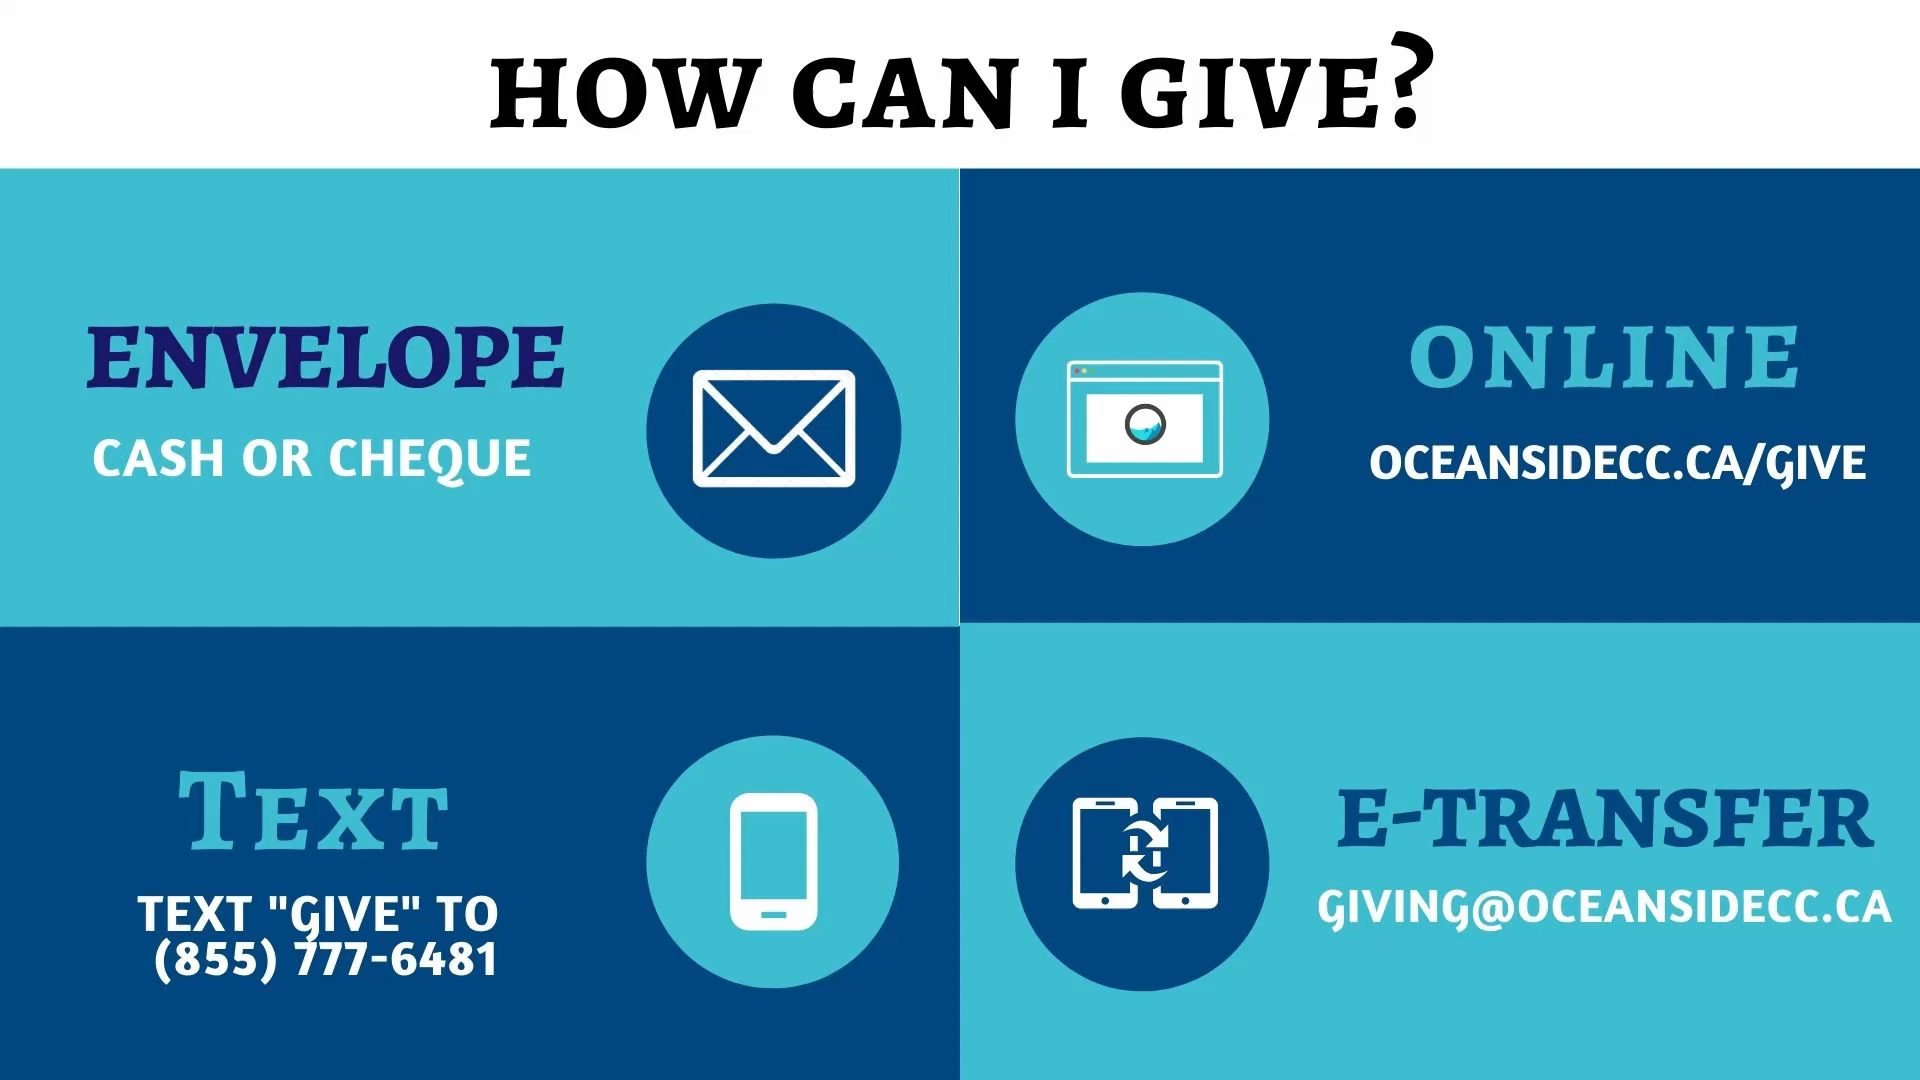 HOW CAN I GIVE?
ENVELOPE
CASH OR CHEQUE
ONLINE
OCEANSIDECC.CA/GIVE
TEXT
TEXT "GIVE" TO
(855) 777-6481
E-TRANSFER
GIVING@OCEANSIDECC.CA